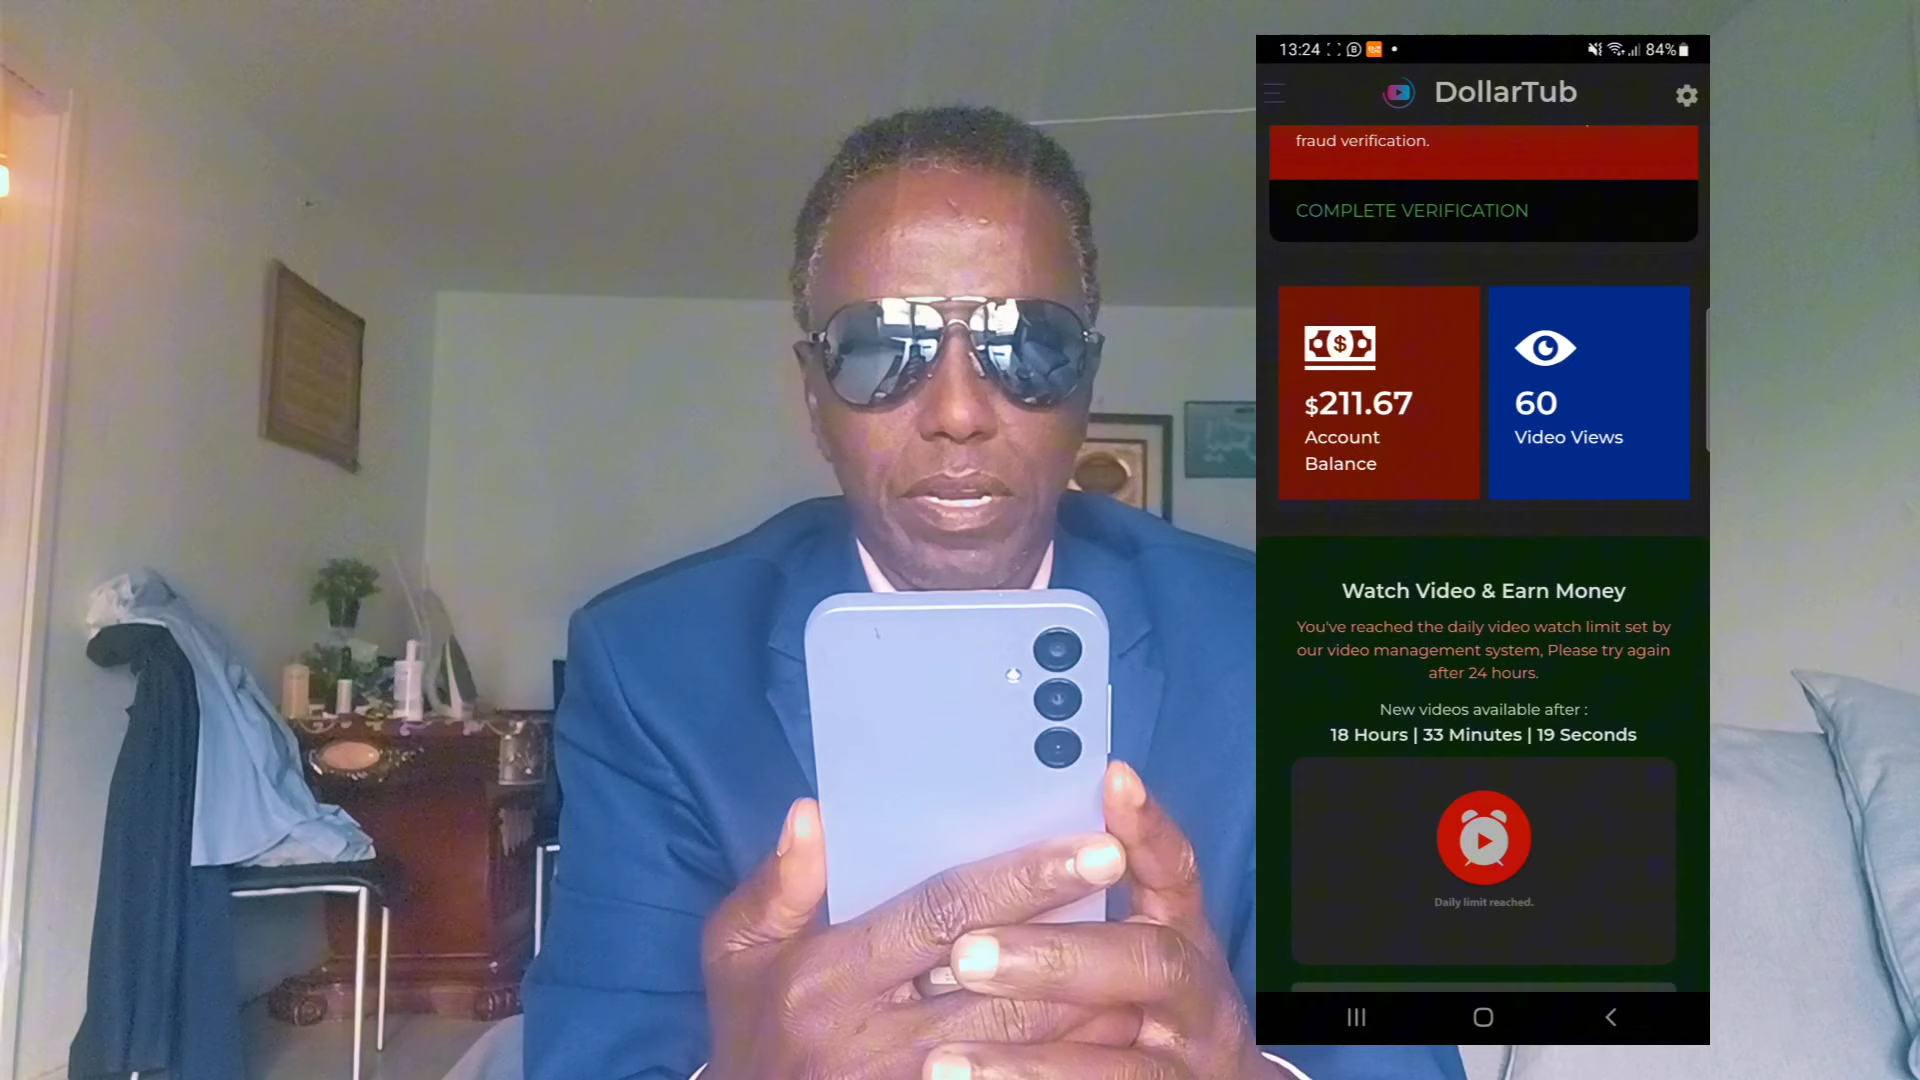 13:24
84%
DollarTub
fraud verification.
COMPLETE VERIFICATION
$211.67
Account
Balance
60
Video Views
Watch Video & Earn Money
You've reached the daily video watch limit set by
our video management system, Please try again
after 24 hours.
New videos available after :
18 Hours | 33 Minutes | 19 Seconds
Daily limit reached.